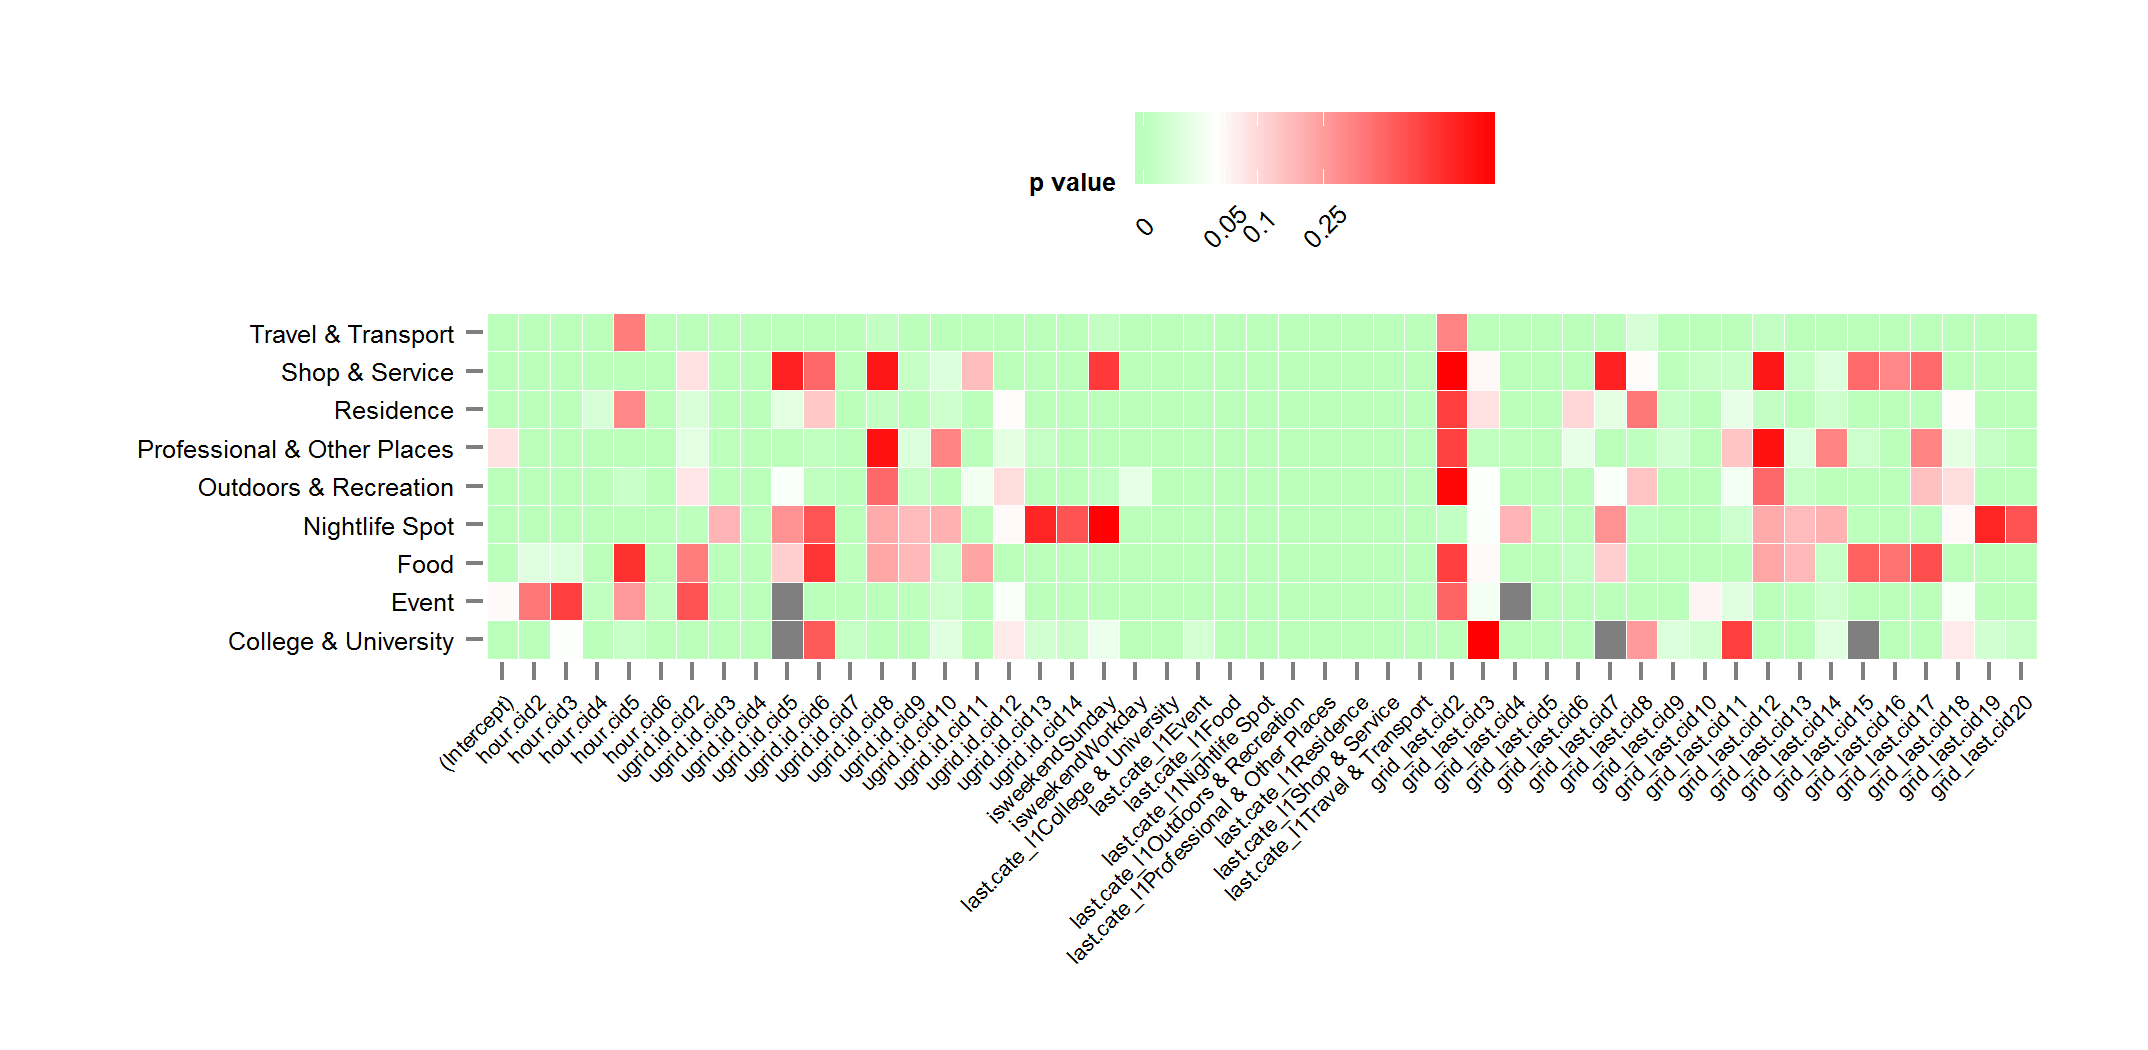 p value
0
0.05
0.1
0.25
Travel & Transport
Shop & Service
Residence
Professional & Other Places
Outdoors & Recreation
Nightlife Spot
Food
Event
College & University
(Intercept)
hour.cid2
hour.cid3
hour.cid4
hour.cid5
hour.cid6
ugrid.id.cid2
ugrid.id.cid3
ugrid.id.cid4
ugrid.id.cid5
ugrid.id.cid6
ugrid.id.cid7
ugrid.id.cid8
ugrid.id.cid9
ugrid.id.cid10
ugrid.id.cid11
ugrid.id.cid12
ugrid.id.cid13
ugrid.id.cid14
isweekendSunday
isweekendWorkday
last.cate_l1College & University
last.cate_l1Event
last.cate_l1Food
last.cate_l1Nightlife Spot
last.cate_l1Outdoors & Recreation
last.cate_l1Professional & Other Places
last.cate_l1Residence
last.cate_l1Shop & Service
last.cate_l1Travel & Transport
grid_last.cid2
grid_last.cid3
grid_last.cid4
grid_last.cid5
grid_last.cid6
grid_last.cid7
grid_last.cid8
grid_last.cid9
grid_last.cid10
grid_last.cid11
grid_last.cid12
grid_last.cid13
grid_last.cid14
grid_last.cid15
grid_last.cid16
grid_last.cid17
grid_last.cid18
grid_last.cid19
grid_last.cid20